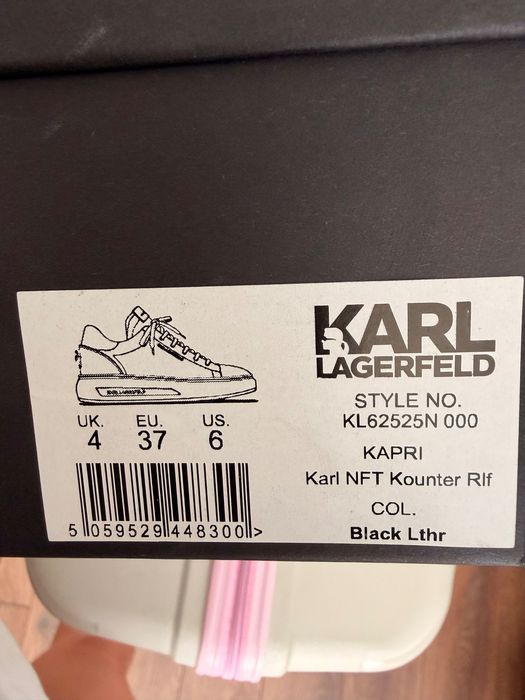 KARL
LAGERFELD
STYLE NO.
KL62525N 000
KAPRI
Karl NFT Kounter Rlf
COL.
Black Lthr
UK. EU. US.
4 37 6
5 059529 448300 >